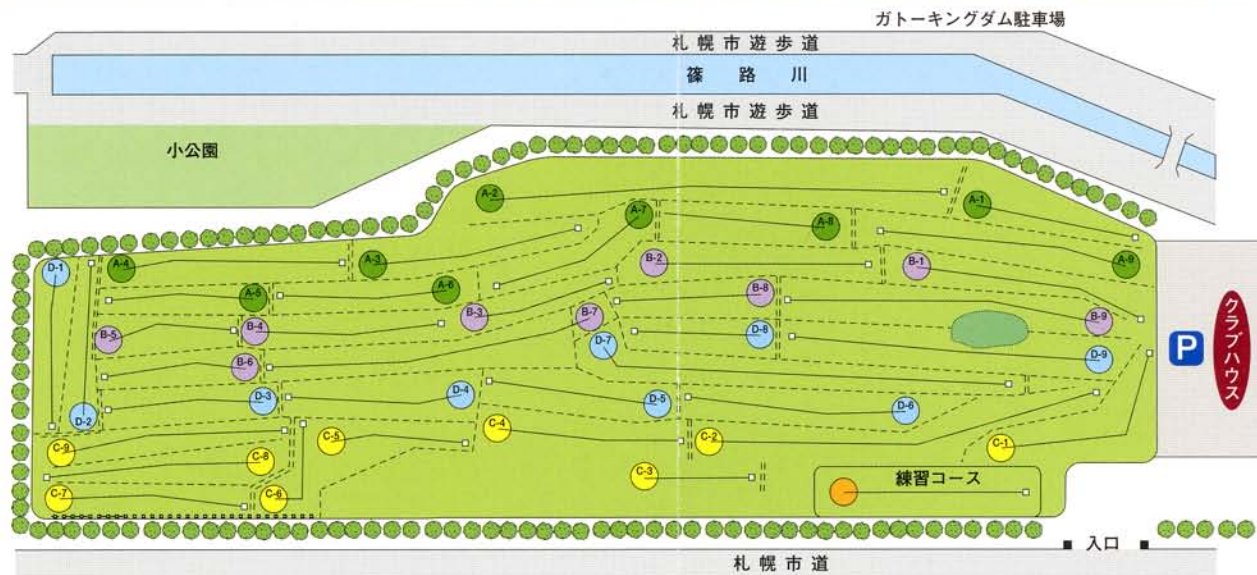 ガトーキングダム駐車場
札幌市遊歩道
篠路川
札幌市遊歩道
小公園
A-2
A-1
A-7
A-8
D-1
A-4
A-3
B-2
B-1
A-9
A-5
A-6
B-8
B-5
B-4
B-3
B-7
D-8
B-9
D-7
D-9
B-6
D-2
D-3
D-4
D-5
D-6
P
クラブハウス
C-9
C-8
C-5
C-4
C-2
C-1
C-7
C-6
C-3
練習コース
入口
札幌市道